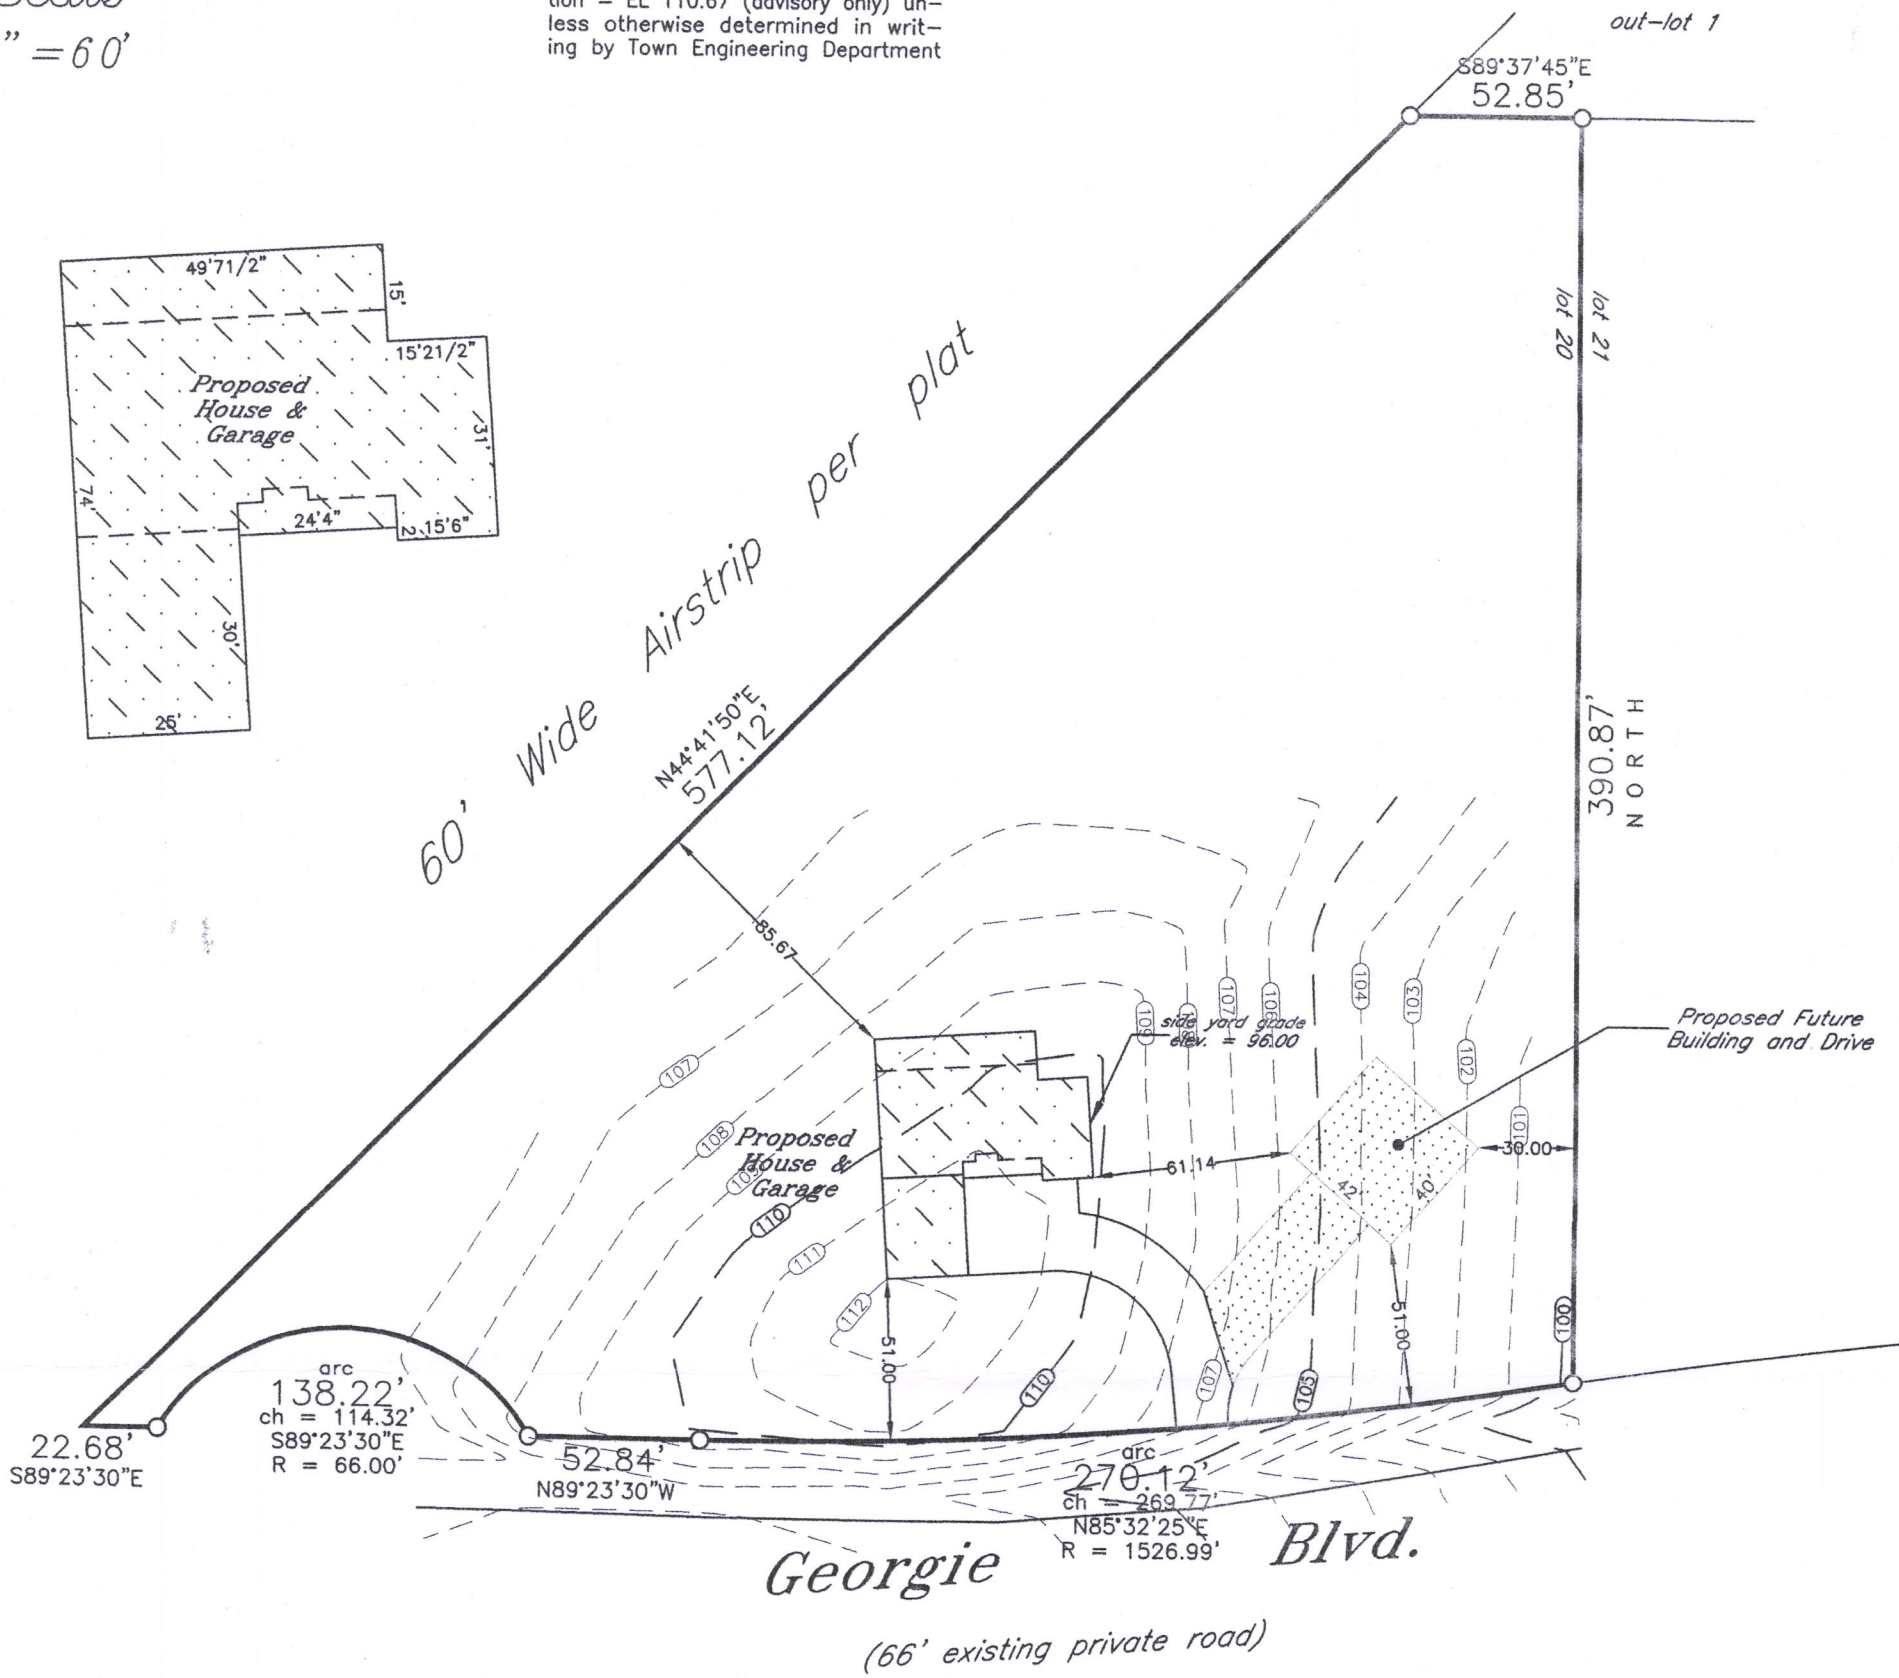 1"=60'
tion = EL 110.67 (advisory only) un-
less otherwise determined in writ-
ing by Town Engineering Department
out-lot 1
S89°37'45"E
52.85'
49'71/2"
15'
15'21/2"
Proposed
House &
Garage
31'
74'
24'4"
2
15'6"
30'
26'
lot 20
lot 21
60' Wide Airstrip per plat
N44°41'50"E
577.12'
390.87'
NORTH
85.67
107
108
109
110
111
112
109
108
107
106
104
103
102
101
side yard grade
elev. = 96.00
Proposed Future
Building and Drive
Proposed
House &
Garage
61.14
30.00
42'
40'
51.00
51.00
110
107
105
100
22.68'
S89°23'30"E
arc
138.22'
ch = 114.32'
S89°23'30"E
R = 66.00'
52.84'
N89°23'30"W
arc
270.12'
ch = 269.77'
N85°32'25"E
R = 1526.99'
Georgie Blvd.
(66' existing private road)